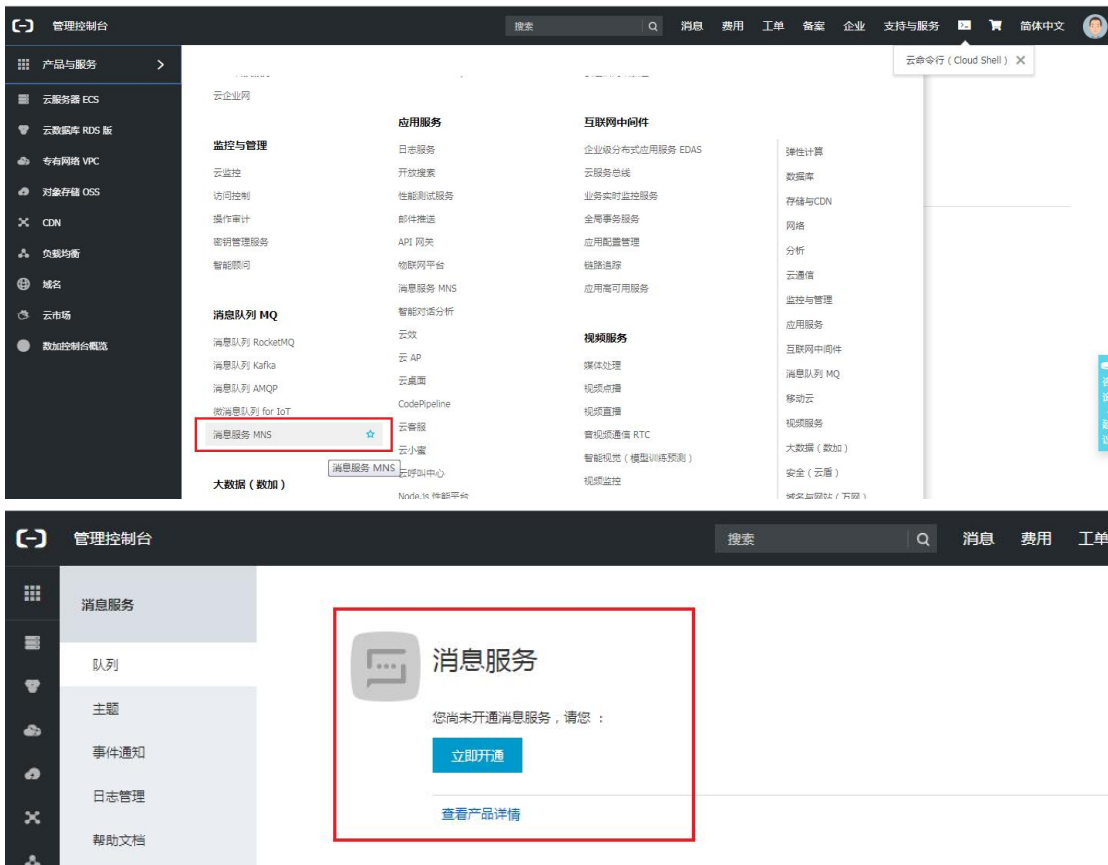 管理控制台
搜索
消息
费用
工单
备案
企业
支持与服务
简体中文
云命令行 ( Cloud Shell )
产品与服务
云服务器 ECS
云数据库 RDS 版
专有网络 VPC
对象存储 OSS
CDN
负载均衡
域名
云市场
数加控制台概览
云企业网
监控与管理
云监控
访问控制
操作审计
密钥管理服务
智能顾问
消息队列 MQ
消息队列 RocketMQ
消息队列 Kafka
消息队列 AMQP
微消息队列 for IoT
消息服务 MNS
消息服务 MNS
大数据 ( 数加 )
应用服务
日志服务
开放搜索
性能测试服务
邮件推送
API 网关
物联网平台
消息服务 MNS
智能对话分析
云效
云 AP
云桌面
CodePipeline
云客服
云小蜜
云呼叫中心
Node.js 性能平台
互联网中间件
企业级分布式应用服务 EDAS
云服务总线
业务实时监控服务
全局事务服务
应用配置管理
链路追踪
应用高可用服务
视频服务
媒体处理
视频点播
视频直播
音视频通信 RTC
智能视觉 ( 模型训练预测 )
视频监控
弹性计算
数据库
存储与CDN
网络
分析
云通信
监控与管理
应用服务
互联网中间件
消息队列 MQ
移动云
视频服务
大数据 ( 数加 )
安全 ( 云盾 )
域名与网站 ( 万网 )
管理控制台
搜索
消息
费用
工单
消息服务
队列
主题
事件通知
日志管理
帮助文档
消息服务
您尚未开通消息服务，请您 ：
立即开通
查看产品详情